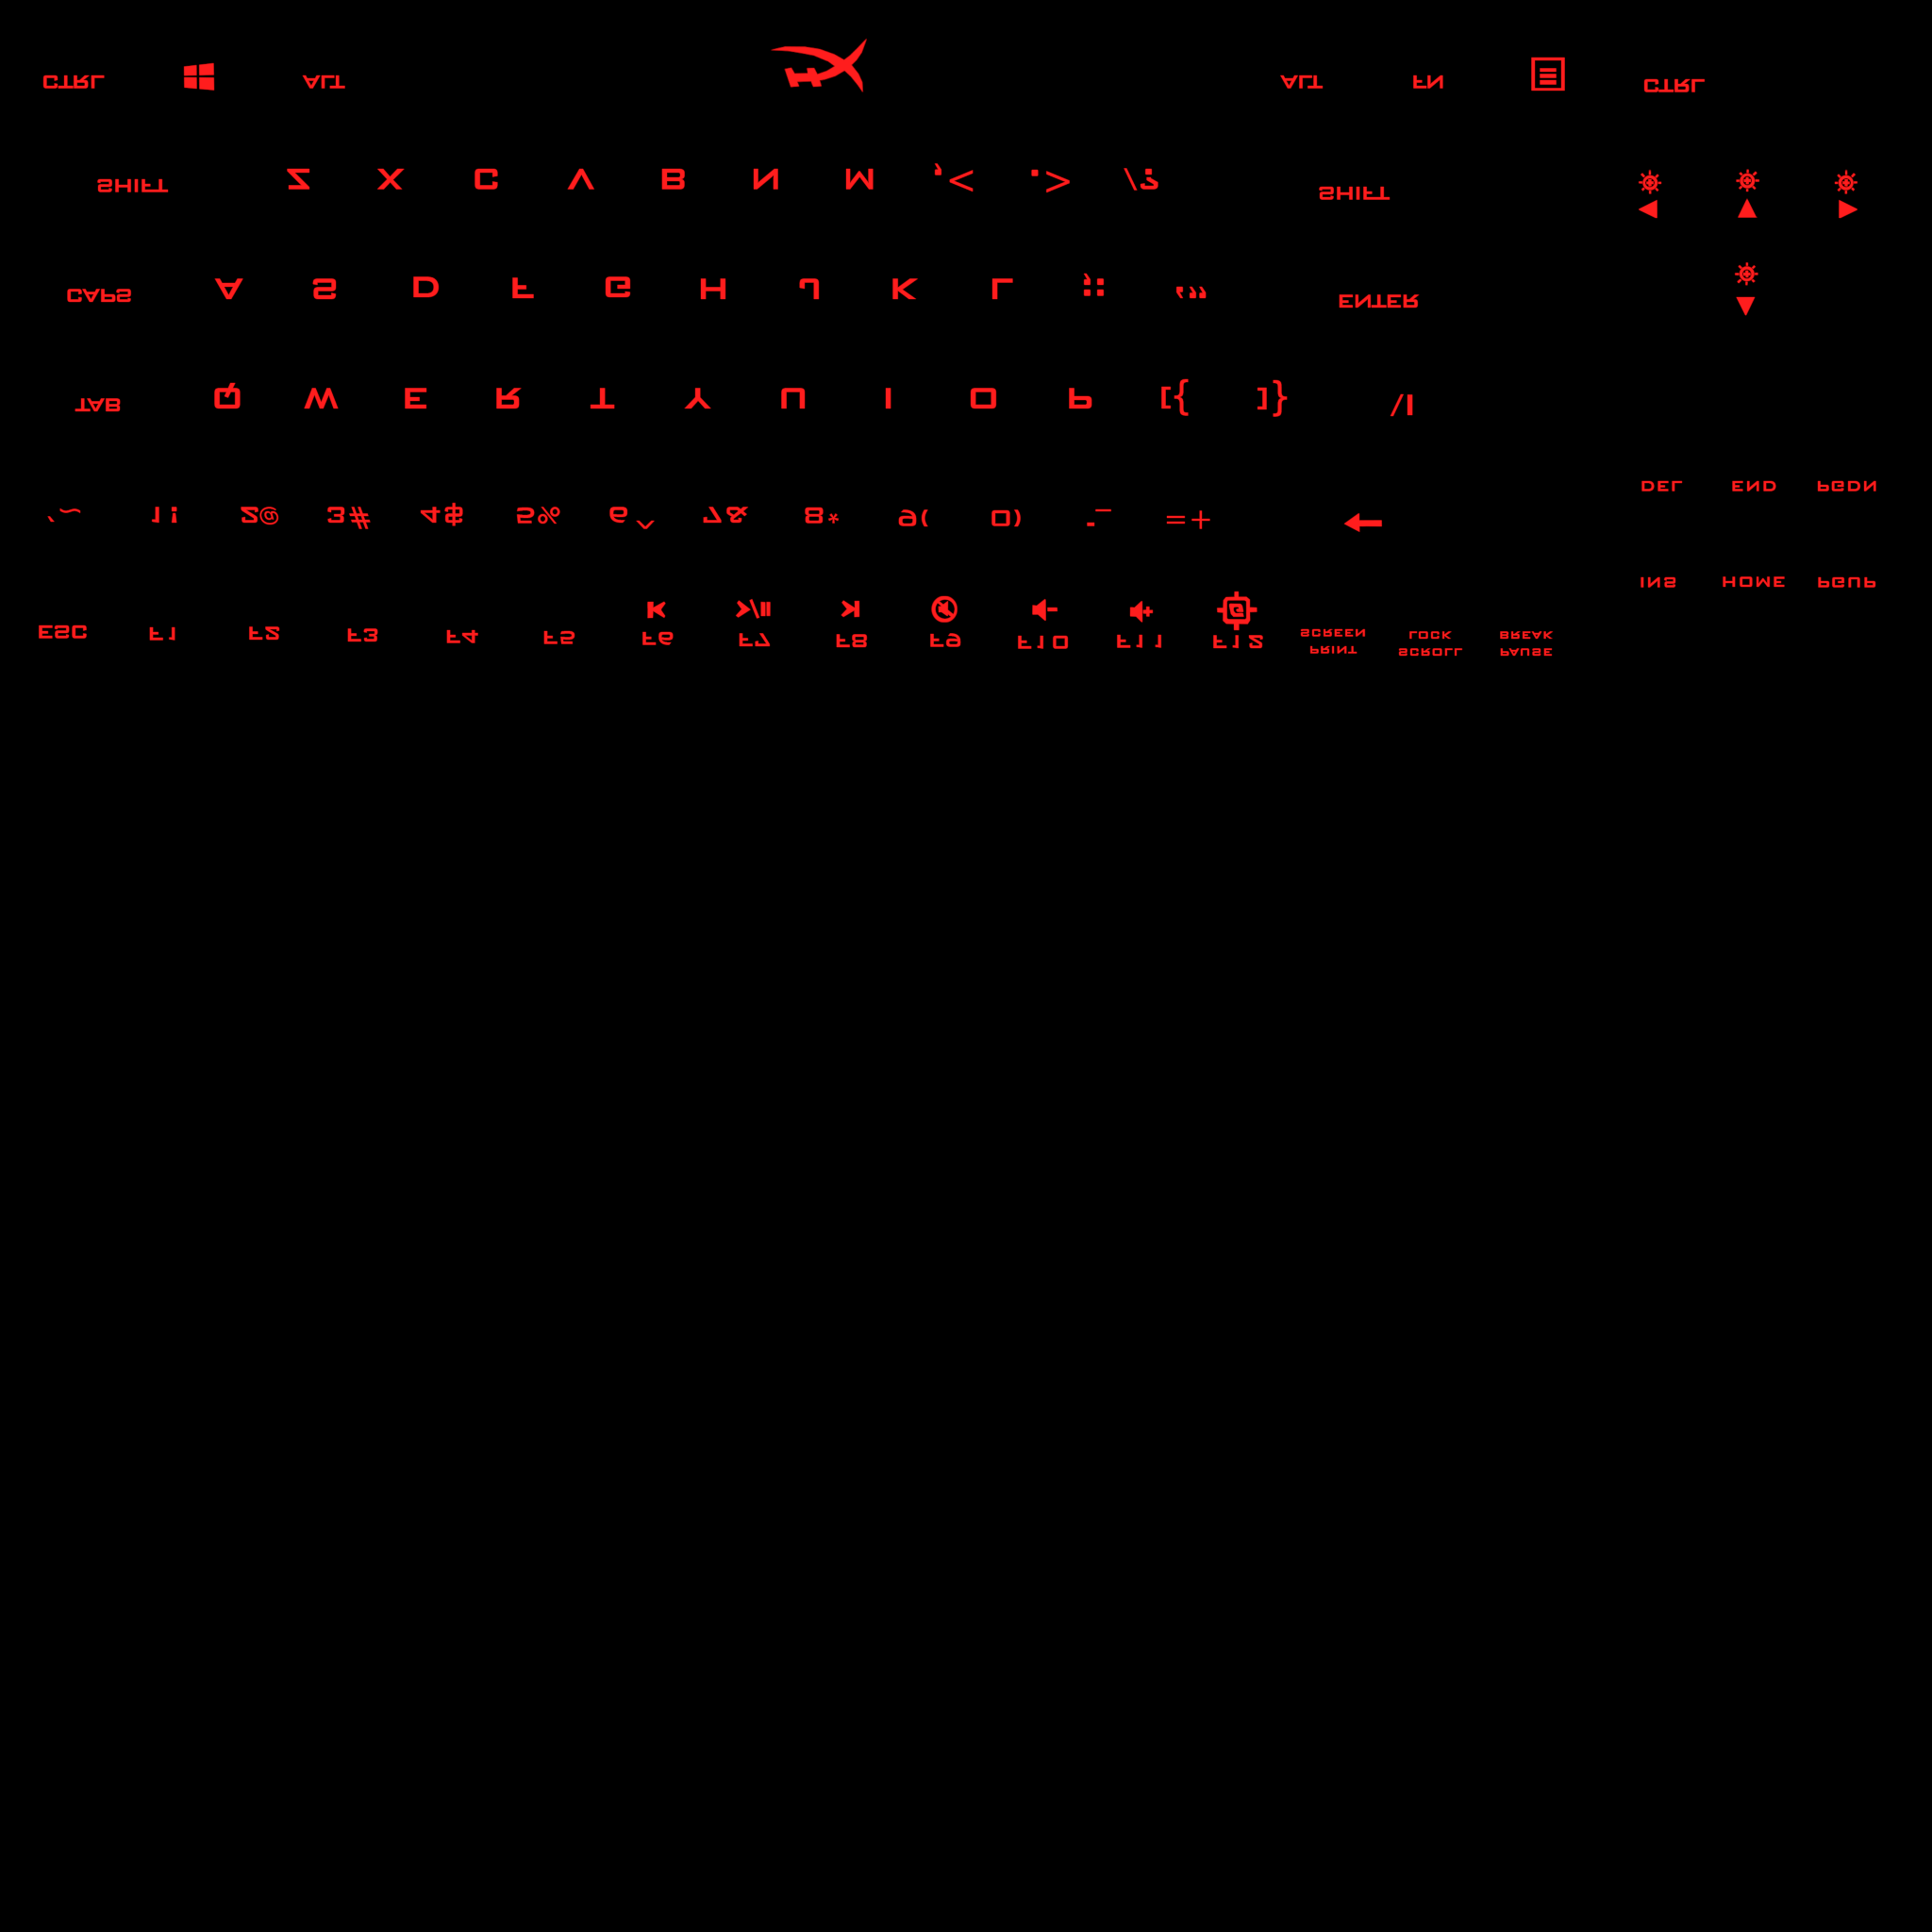 CTRL ALT HX ALT FN CTRL
SHIFT Z X C V B N M ,< .> /? SHIFT
CAPS A S D F G H J K L ;: '" ENTER
TAB Q W E R T Y U I O P [{ ]} \|
DEL END PGDN
`~ 1! 2@ 3# 4$ 5% 6^ 7& 8* 9( 0) -_ =+
INS HOME PGUP
ESC F1 F2 F3 F4 F5 F6 F7 F8 F9 F10 F11 F12
SCREEN LOCK BREAK
PRINT SCROLL PAUSE